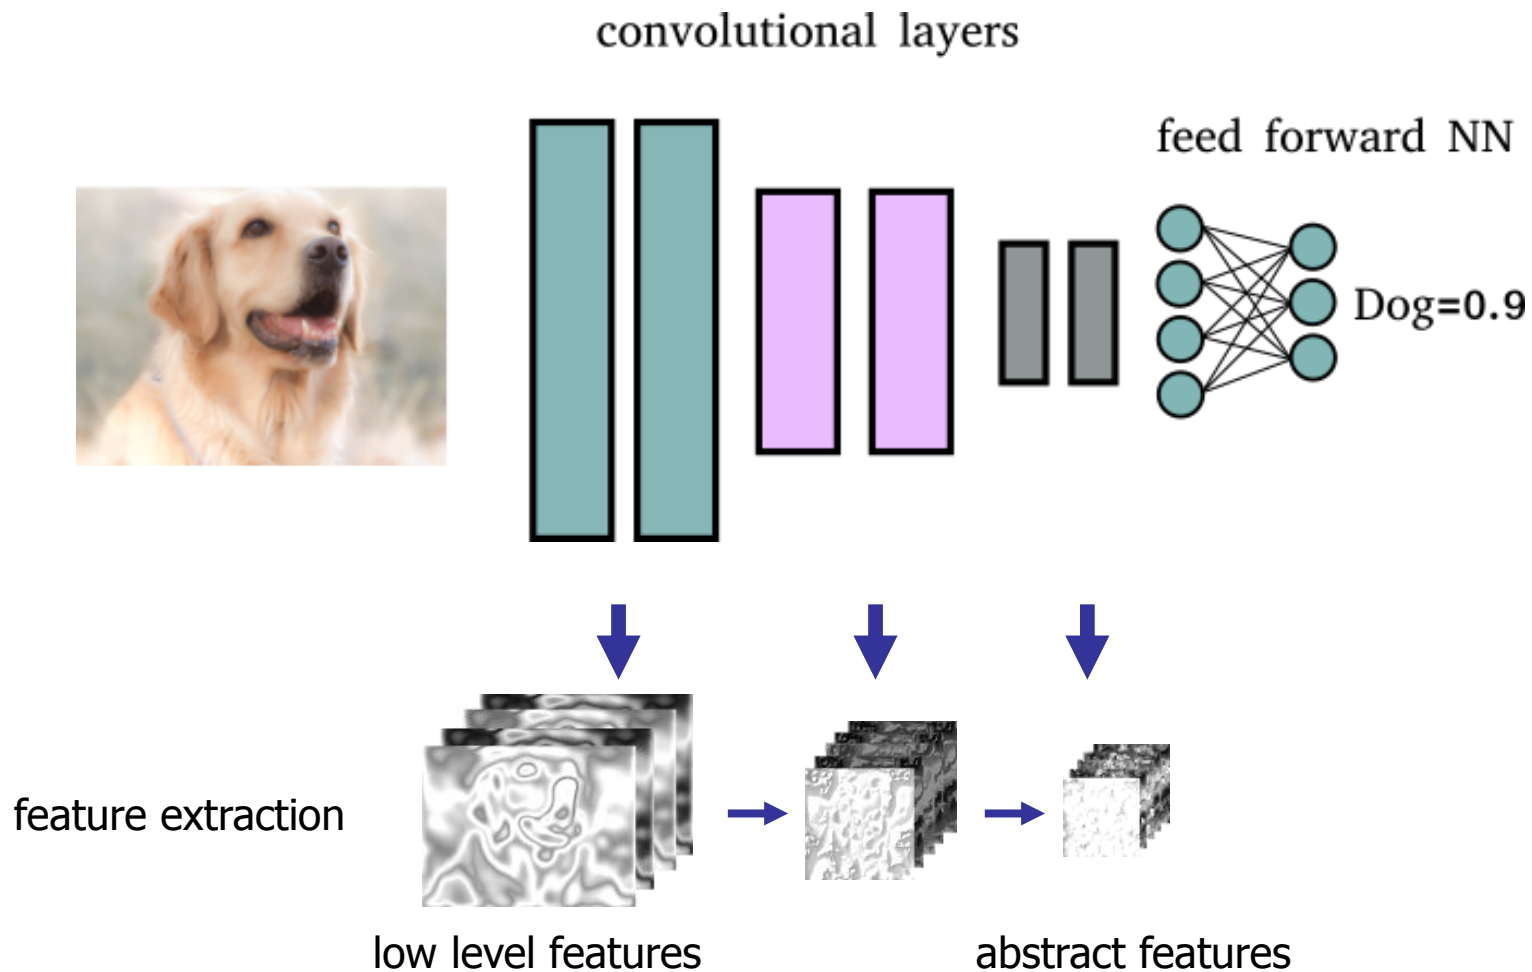 convolutional layers
feed forward NN
Dog=0.9
feature extraction
low level features
abstract features